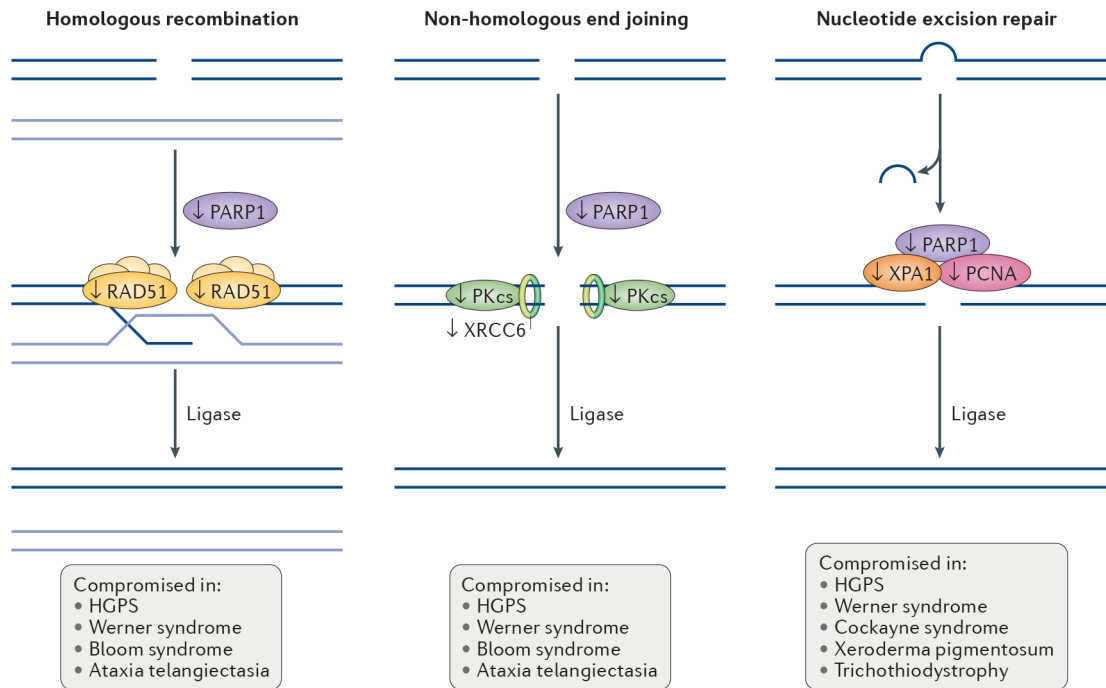 Homologous recombination
↓ PARP1
↓ RAD51
↓ RAD51
Ligase
Compromised in:
• HGPS
• Werner syndrome
• Bloom syndrome
• Ataxia telangiectasia
Non-homologous end joining
↓ PARP1
↓ PKcs
↓ PKcs
↓ XRCC6
Ligase
Compromised in:
• HGPS
• Werner syndrome
• Bloom syndrome
• Ataxia telangiectasia
Nucleotide excision repair
↓ PARP1
↓ XPA1
↓ PCNA
Ligase
Compromised in:
• HGPS
• Werner syndrome
• Cockayne syndrome
• Xeroderma pigmentosum
• Trichothiodystrophy